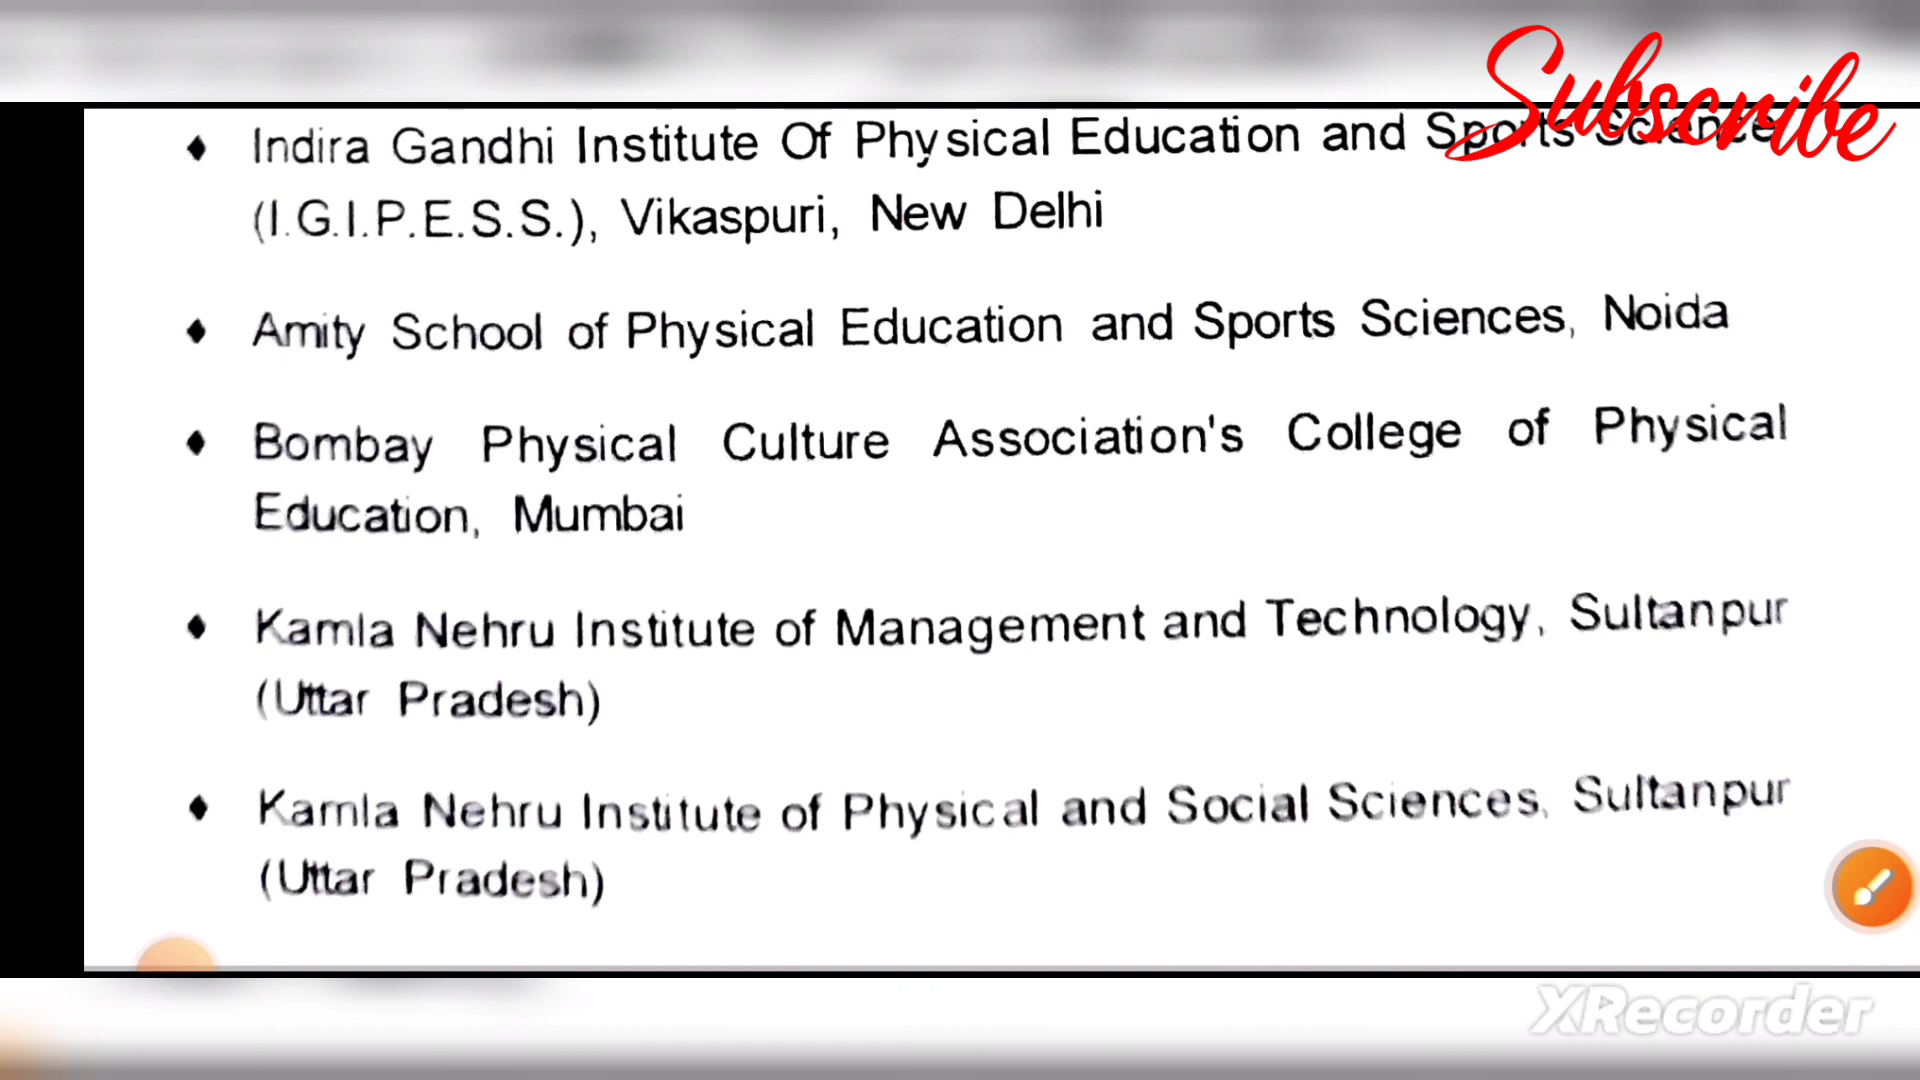 Subscribe
♦ Indira Gandhi Institute Of Physical Education and Sports Science
(I.G.I.P.E.S.S.), Vikaspuri, New Delhi
♦ Amity School of Physical Education and Sports Sciences, Noida
♦ Bombay Physical Culture Association's College of Physical
Education, Mumbai
♦ Kamla Nehru Institute of Management and Technology, Sultanpur
(Uttar Pradesh)
♦ Kamla Nehru Institute of Physical and Social Sciences, Sultanpur
(Uttar Pradesh)
XRecorder